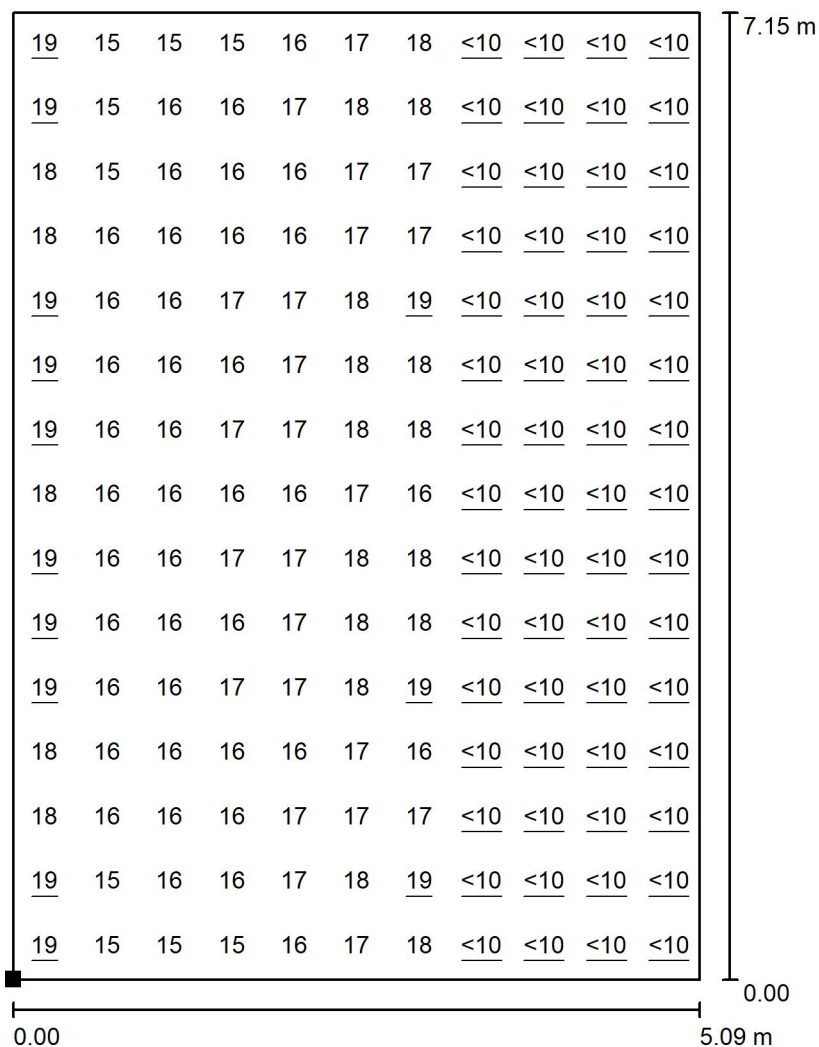 19 15 15 15 16 17 18 <10 <10 <10 <10 7.15 m
19 15 16 16 17 18 18 <10 <10 <10 <10
18 15 16 16 16 17 17 <10 <10 <10 <10
18 16 16 16 16 17 17 <10 <10 <10 <10
19 16 16 17 17 18 19 <10 <10 <10 <10
19 16 16 16 17 18 18 <10 <10 <10 <10
19 16 16 17 17 18 18 <10 <10 <10 <10
18 16 16 16 16 17 16 <10 <10 <10 <10
19 16 16 17 17 18 18 <10 <10 <10 <10
19 16 16 16 17 18 18 <10 <10 <10 <10
19 16 16 17 17 18 19 <10 <10 <10 <10
18 16 16 16 16 17 16 <10 <10 <10 <10
18 16 16 16 17 17 17 <10 <10 <10 <10
19 15 16 16 17 18 19 <10 <10 <10 <10
19 15 15 15 16 17 18 <10 <10 <10 <10
0.00
0.00 5.09 m